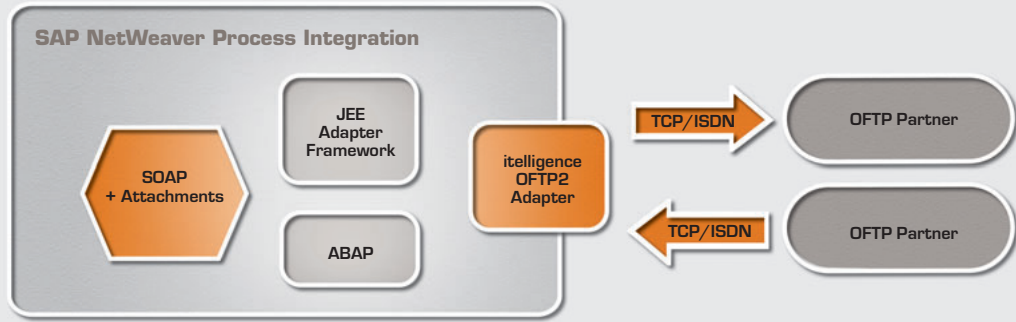 SAP NetWeaver Process Integration
JEE
Adapter
Framework
SOAP
+ Attachments
ABAP
itelligence
OFTP2
Adapter
TCP/ISDN
OFTP Partner
TCP/ISDN
OFTP Partner